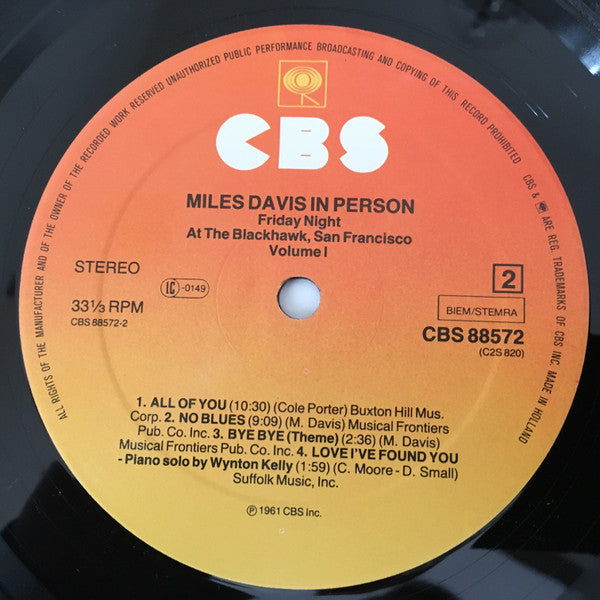 ALL RIGHTS OF THE MANUFACTURER AND OF THE OWNER OF THE RECORDED WORK RESERVED UNAUTHORIZED PUBLIC PERFORMANCE BROADCASTING AND COPYING OF THIS RECORD PROHIBITED
CBS & ARE REG. TRADEMARKS OF CBS INC. MADE IN HOLLAND
CBS
MILES DAVIS IN PERSON
Friday Night
At The Blackhawk, San Francisco
Volume I
STEREO
LC-0149
2
33⅓ RPM
CBS 88572-2
BIEM/STEMRA
CBS 88572
(C2S 820)
1. ALL OF YOU (10:30) (Cole Porter) Buxton Hill Mus.
Corp. 2. NO BLUES (9:09) (M. Davis) Musical Frontiers
Pub. Co. Inc. 3. BYE BYE (Theme) (2:36) (M. Davis)
Musical Frontiers Pub. Co. Inc. 4. LOVE I'VE FOUND YOU
- Piano solo by Wynton Kelly (1:59) (C. Moore-D. Small)
Suffolk Music, Inc.
℗ 1961 CBS Inc.